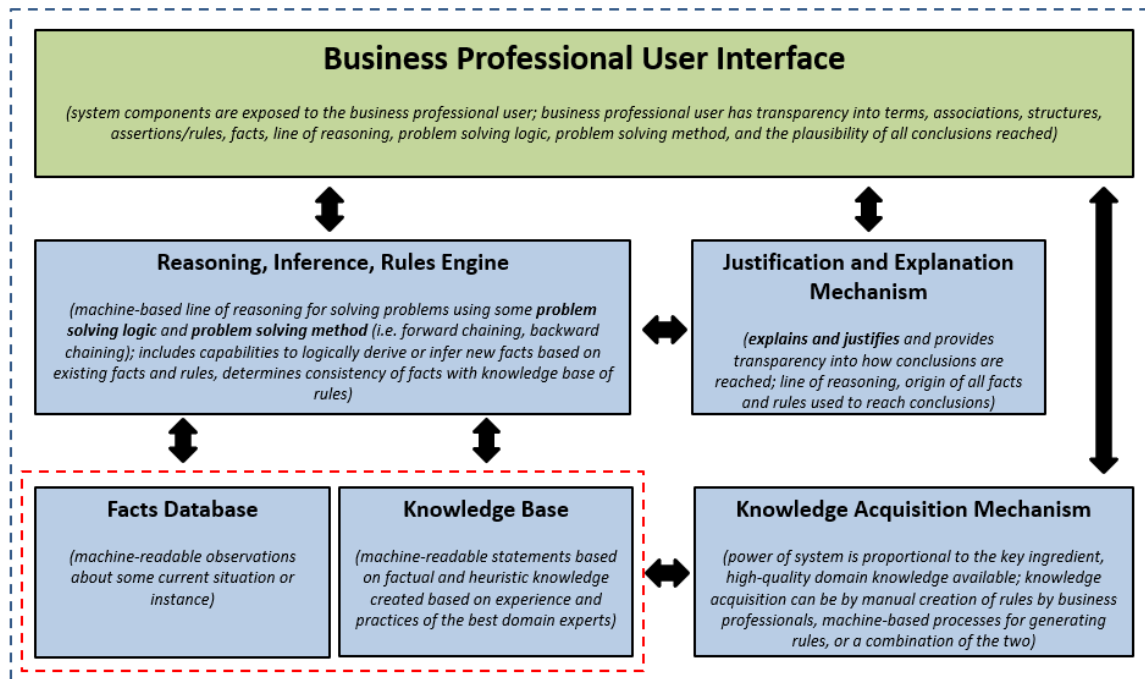 Business Professional User Interface
(system components are exposed to the business professional user; business professional user has transparency into terms, associations, structures,
assertions/rules, facts, line of reasoning, problem solving logic, problem solving method, and the plausibility of all conclusions reached)
Reasoning, Inference, Rules Engine
(machine-based line of reasoning for solving problems using some problem
solving logic and problem solving method (i.e. forward chaining, backward
chaining); includes capabilities to logically derive or infer new facts based on
existing facts and rules, determines consistency of facts with knowledge base of
rules)
Justification and Explanation
Mechanism
(explains and justifies and provides
transparency into how conclusions are
reached; line of reasoning, origin of all facts
and rules used to reach conclusions)
Facts Database
(machine-readable observations
about some current situation or
instance)
Knowledge Base
(machine-readable statements based
on factual and heuristic knowledge
created based on experience and
practices of the best domain experts)
Knowledge Acquisition Mechanism
(power of system is proportional to the key ingredient,
high-quality domain knowledge available; knowledge
acquisition can be by manual creation of rules by business
professionals, machine-based processes for generating
rules, or a combination of the two)